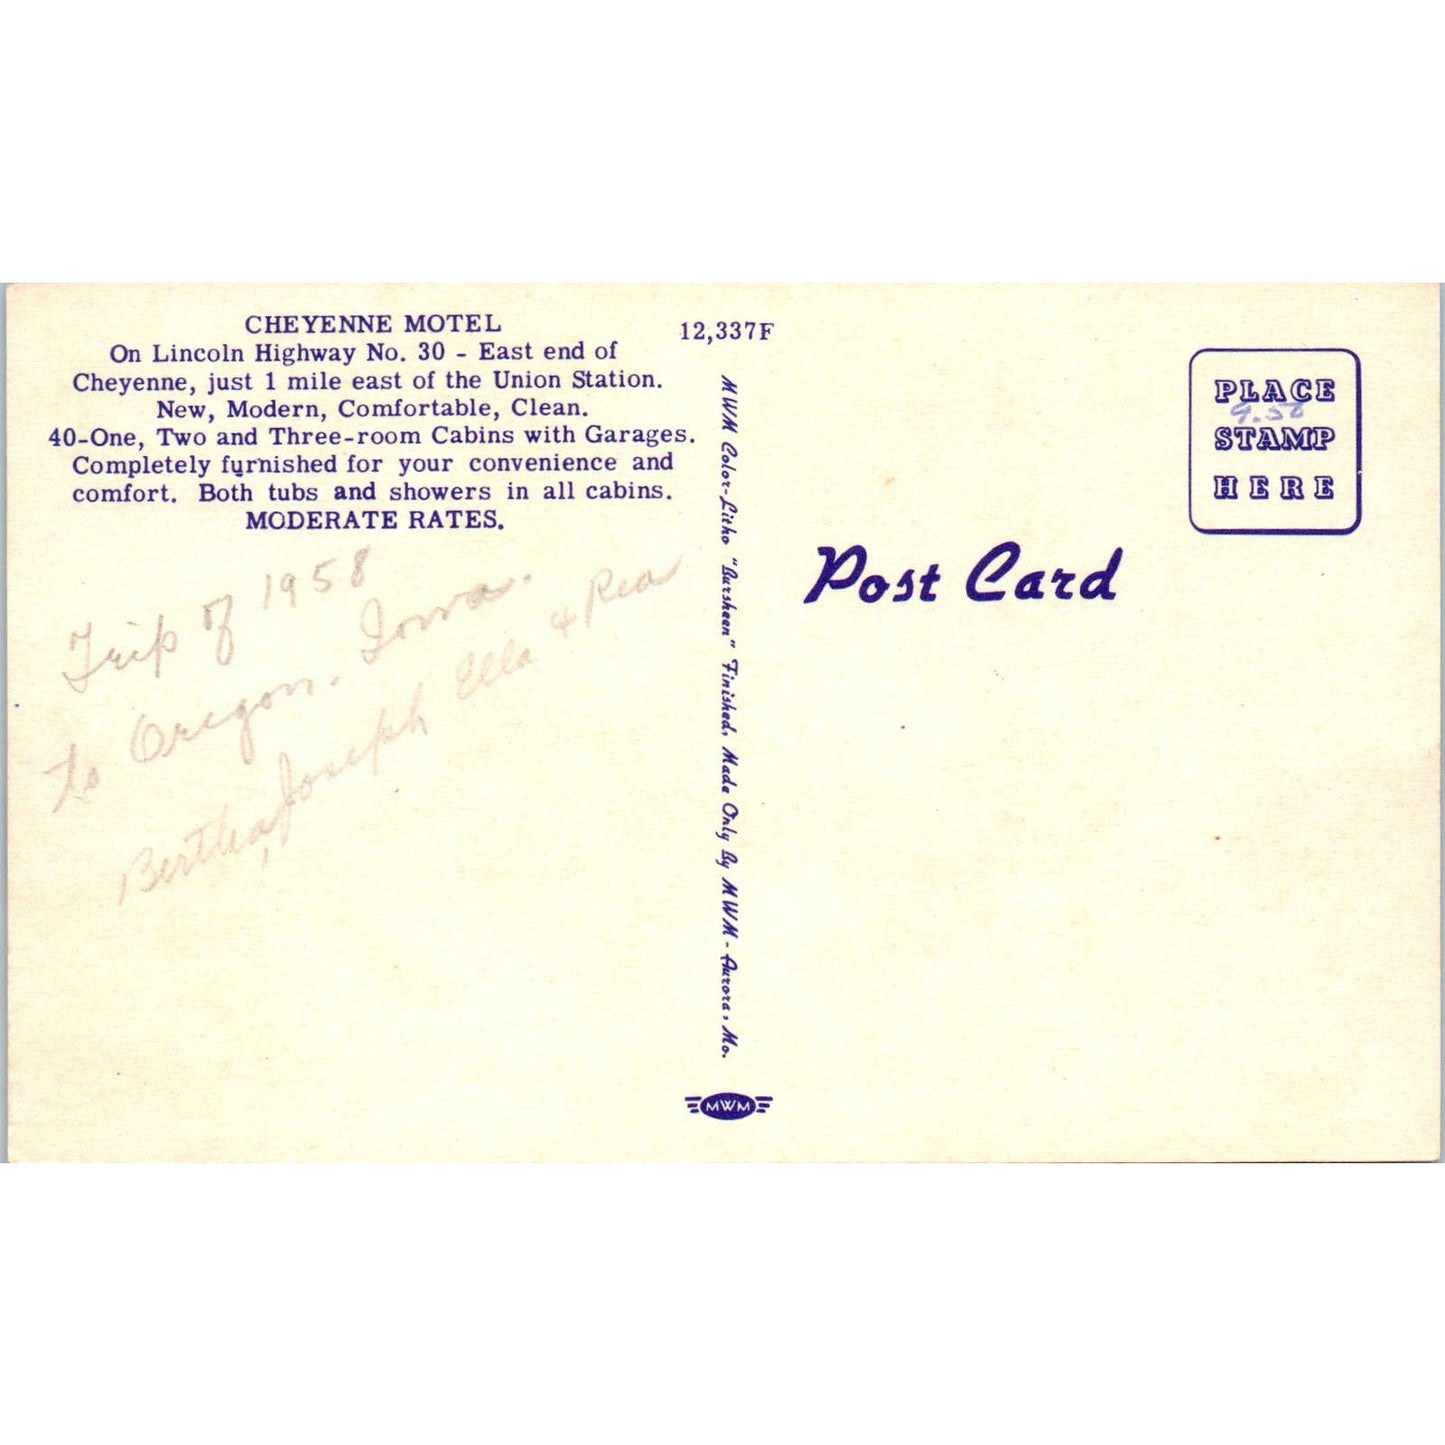 CHEYENNE MOTEL
On Lincoln Highway No. 30 - East end of
Cheyenne, just 1 mile east of the Union Station.
New, Modern, Comfortable, Clean.
40-One, Two and Three-room Cabins with Garages.
Completely furnished for your convenience and
comfort. Both tubs and showers in all cabins.
MODERATE RATES.
Trip of 1958
to Oregon. Iowa.
Bertha, Joseph Ella & Rea
12,337F
MWM Color-Litho "Bursheen" Finished, Made Only By MWM - Aurora, Mo.
MWM
Post Card
PLACE
9.50
STAMP
HERE